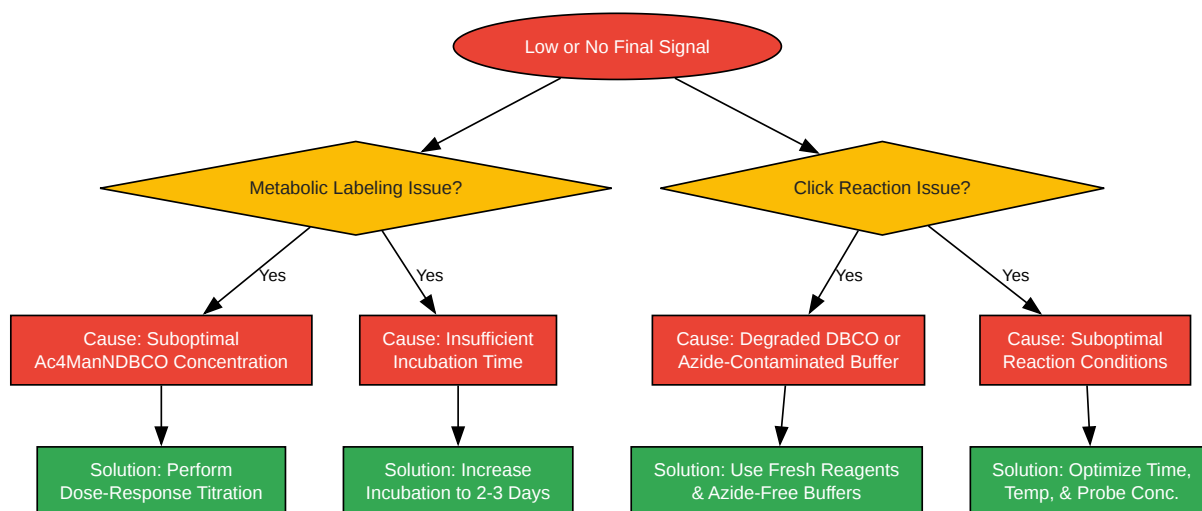 Low or No Final Signal
Metabolic Labeling Issue?
Click Reaction Issue?
Yes
Yes
Yes
Yes
Cause: Suboptimal
Ac4ManNDBCO Concentration
Cause: Insufficient
Incubation Time
Cause: Degraded DBCO or
Azide-Contaminated Buffer
Cause: Suboptimal
Reaction Conditions
Solution: Perform
Dose-Response Titration
Solution: Increase
Incubation to 2-3 Days
Solution: Use Fresh Reagents
& Azide-Free Buffers
Solution: Optimize Time,
Temp, & Probe Conc.